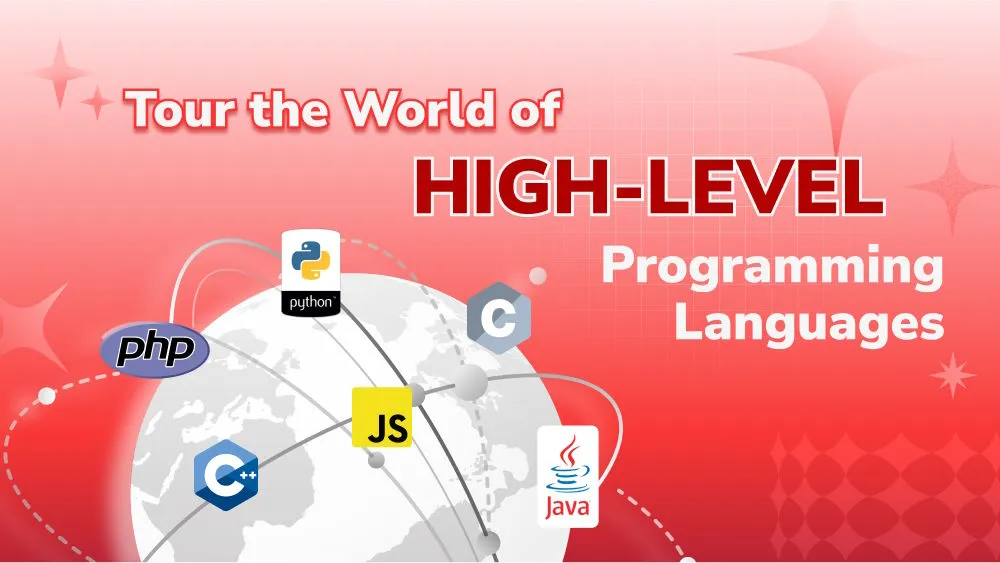 Tour the World of
HIGH-LEVEL
Programming
Languages
python
php
C
JS
C++
Java